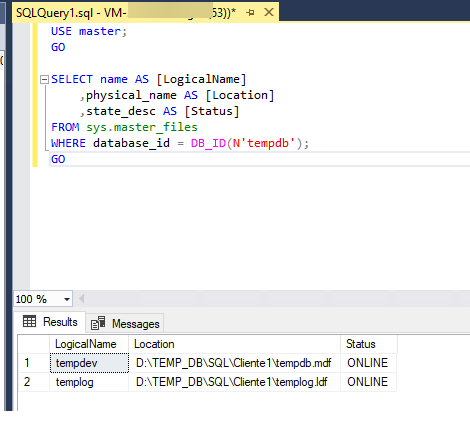 SQLQuery1.sql - VM- (53))*
USE master;
GO
SELECT name AS [LogicalName]
,physical_name AS [Location]
,state_desc AS [Status]
FROM sys.master_files
WHERE database_id = DB_ID(N'tempdb');
GO
100 %
Results Messages
LogicalName Location Status
1 tempdev D:\TEMP_DB\SQL\Cliente1\tempdb.mdf ONLINE
2 templog D:\TEMP_DB\SQL\Cliente1\templog.ldf ONLINE